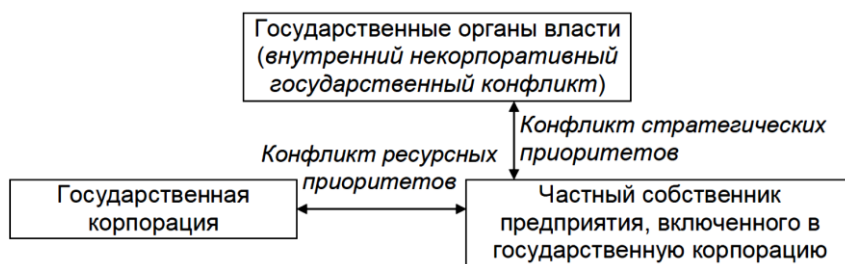 Государственные органы власти
(внутренний некорпоративный
государственный конфликт)
Конфликт стратегических
приоритетов
Конфликт ресурсных
приоритетов
Государственная
корпорация
Частный собственник
предприятия, включенного в
государственную корпорацию